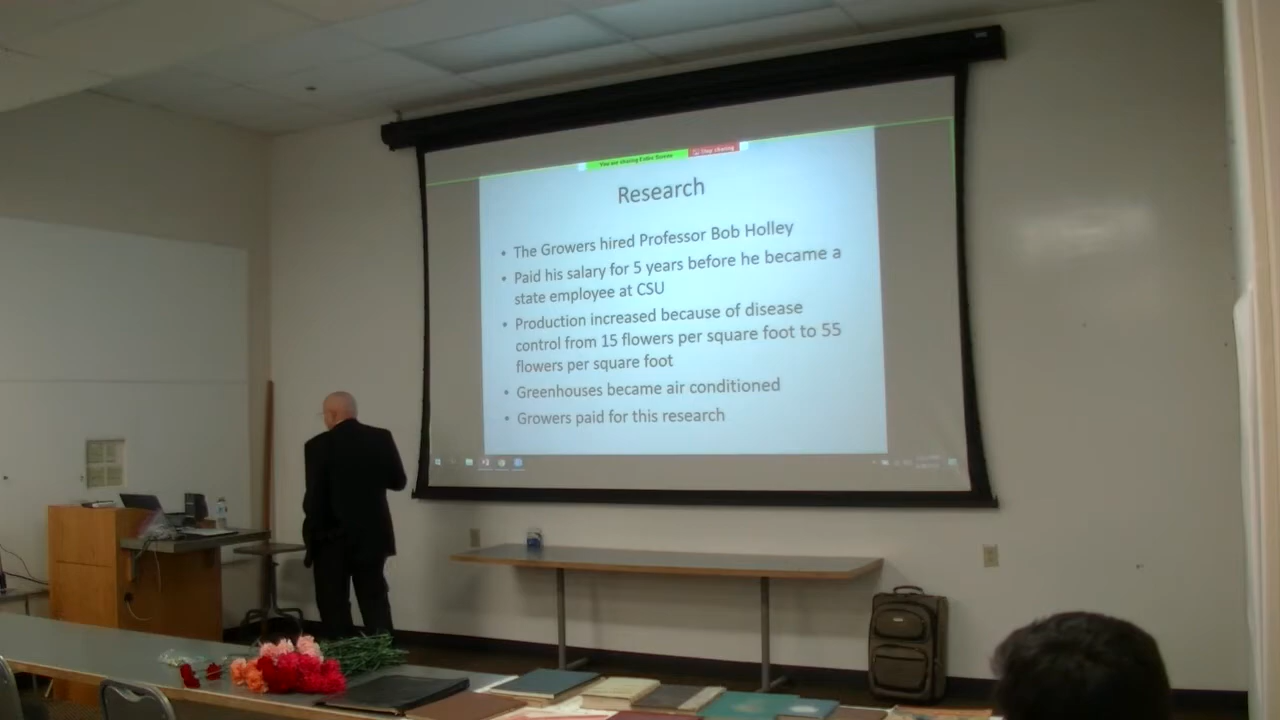 Stop sharing
Research
• The Growers hired Professor Bob Holley
• Paid his salary for 5 years before he became a
state employee at CSU
• Production increased because of disease
control from 15 flowers per square foot to 55
flowers per square foot
• Greenhouses became air conditioned
• Growers paid for this research